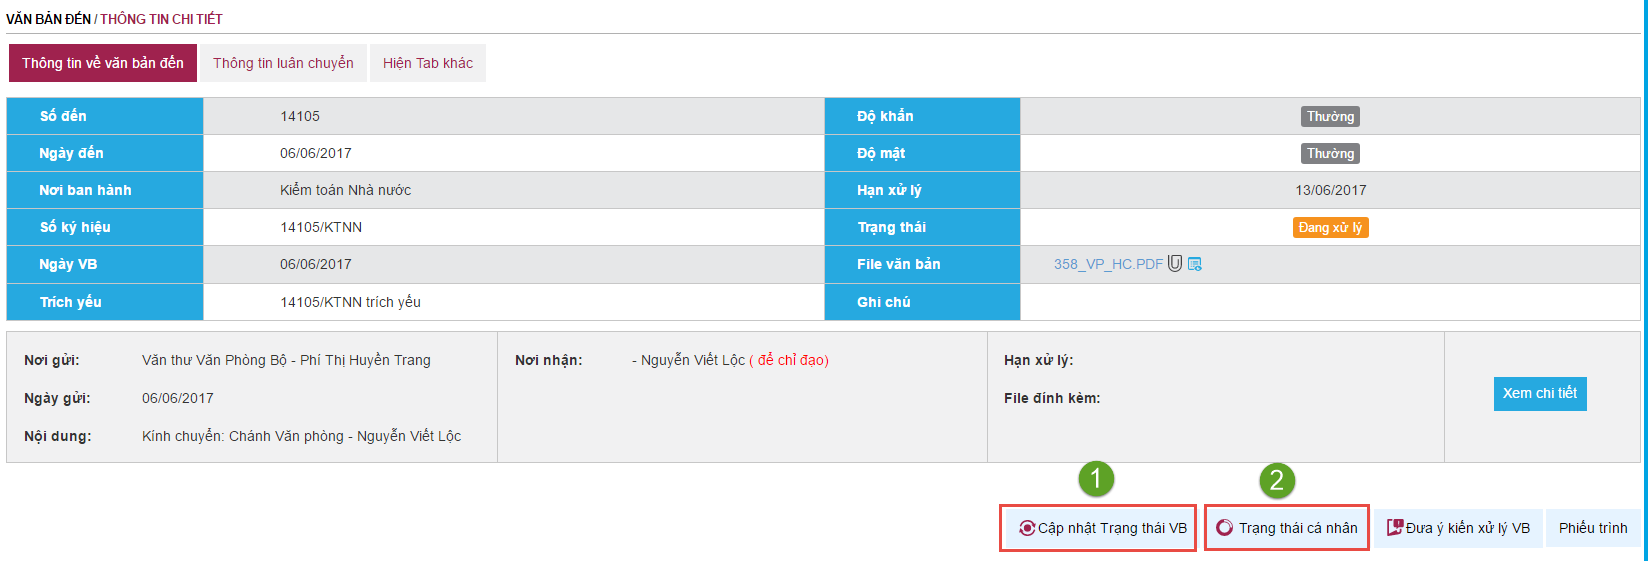 VĂN BẢN ĐẾN / THÔNG TIN CHI TIẾT
Thông tin về văn bản đến Thông tin luân chuyển Hiện Tab khác
Số đến 14105 Độ khẩn Thường
Ngày đến 06/06/2017 Độ mật Thường
Nơi ban hành Kiểm toán Nhà nước Hạn xử lý 13/06/2017
Số ký hiệu 14105/KTNN Trạng thái Đang xử lý
Ngày VB 06/06/2017 File văn bản 358_VP_HC.PDF
Trích yếu 14105/KTNN trích yếu Ghi chú
Nơi gửi: Văn thư Văn Phòng Bộ - Phí Thị Huyền Trang Nơi nhận: - Nguyễn Viết Lộc ( để chỉ đạo) Hạn xử lý:
Ngày gửi: 06/06/2017 File đính kèm: Xem chi tiết
Nội dung: Kính chuyển: Chánh Văn phòng - Nguyễn Viết Lộc
1 2
Cập nhật Trạng thái VB Trạng thái cá nhân Đưa ý kiến xử lý VB Phiếu trình